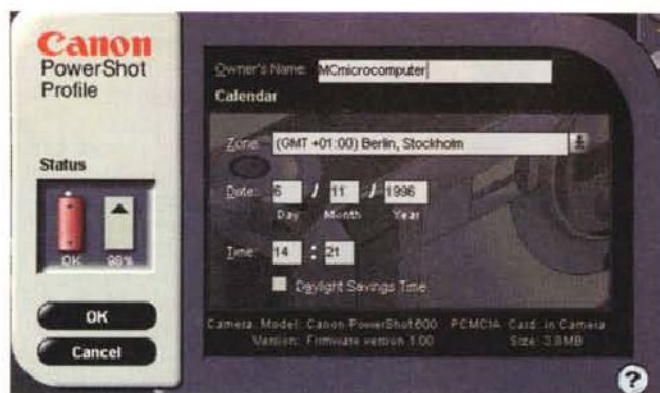 Canon
PowerShot
Profile
Status
OK 98%
OK
Cancel
Owner's Name: MCmicrocomputer
Calendar
Zone: (GMT +01:00) Berlin, Stockholm
Date: 6 / 11 / 1996
Day Month Year
Time: 14 : 21
Daylight Savings Time
Camera Model: Canon PowerShot 600 PCMCIA Card: In Camera
Version: Firmware version 1.00 Size: 3.8MB
?